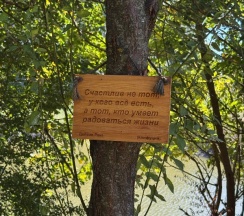 Счастлив не тот,
у кого всё есть,
а тот, кто умеет
радоваться жизни